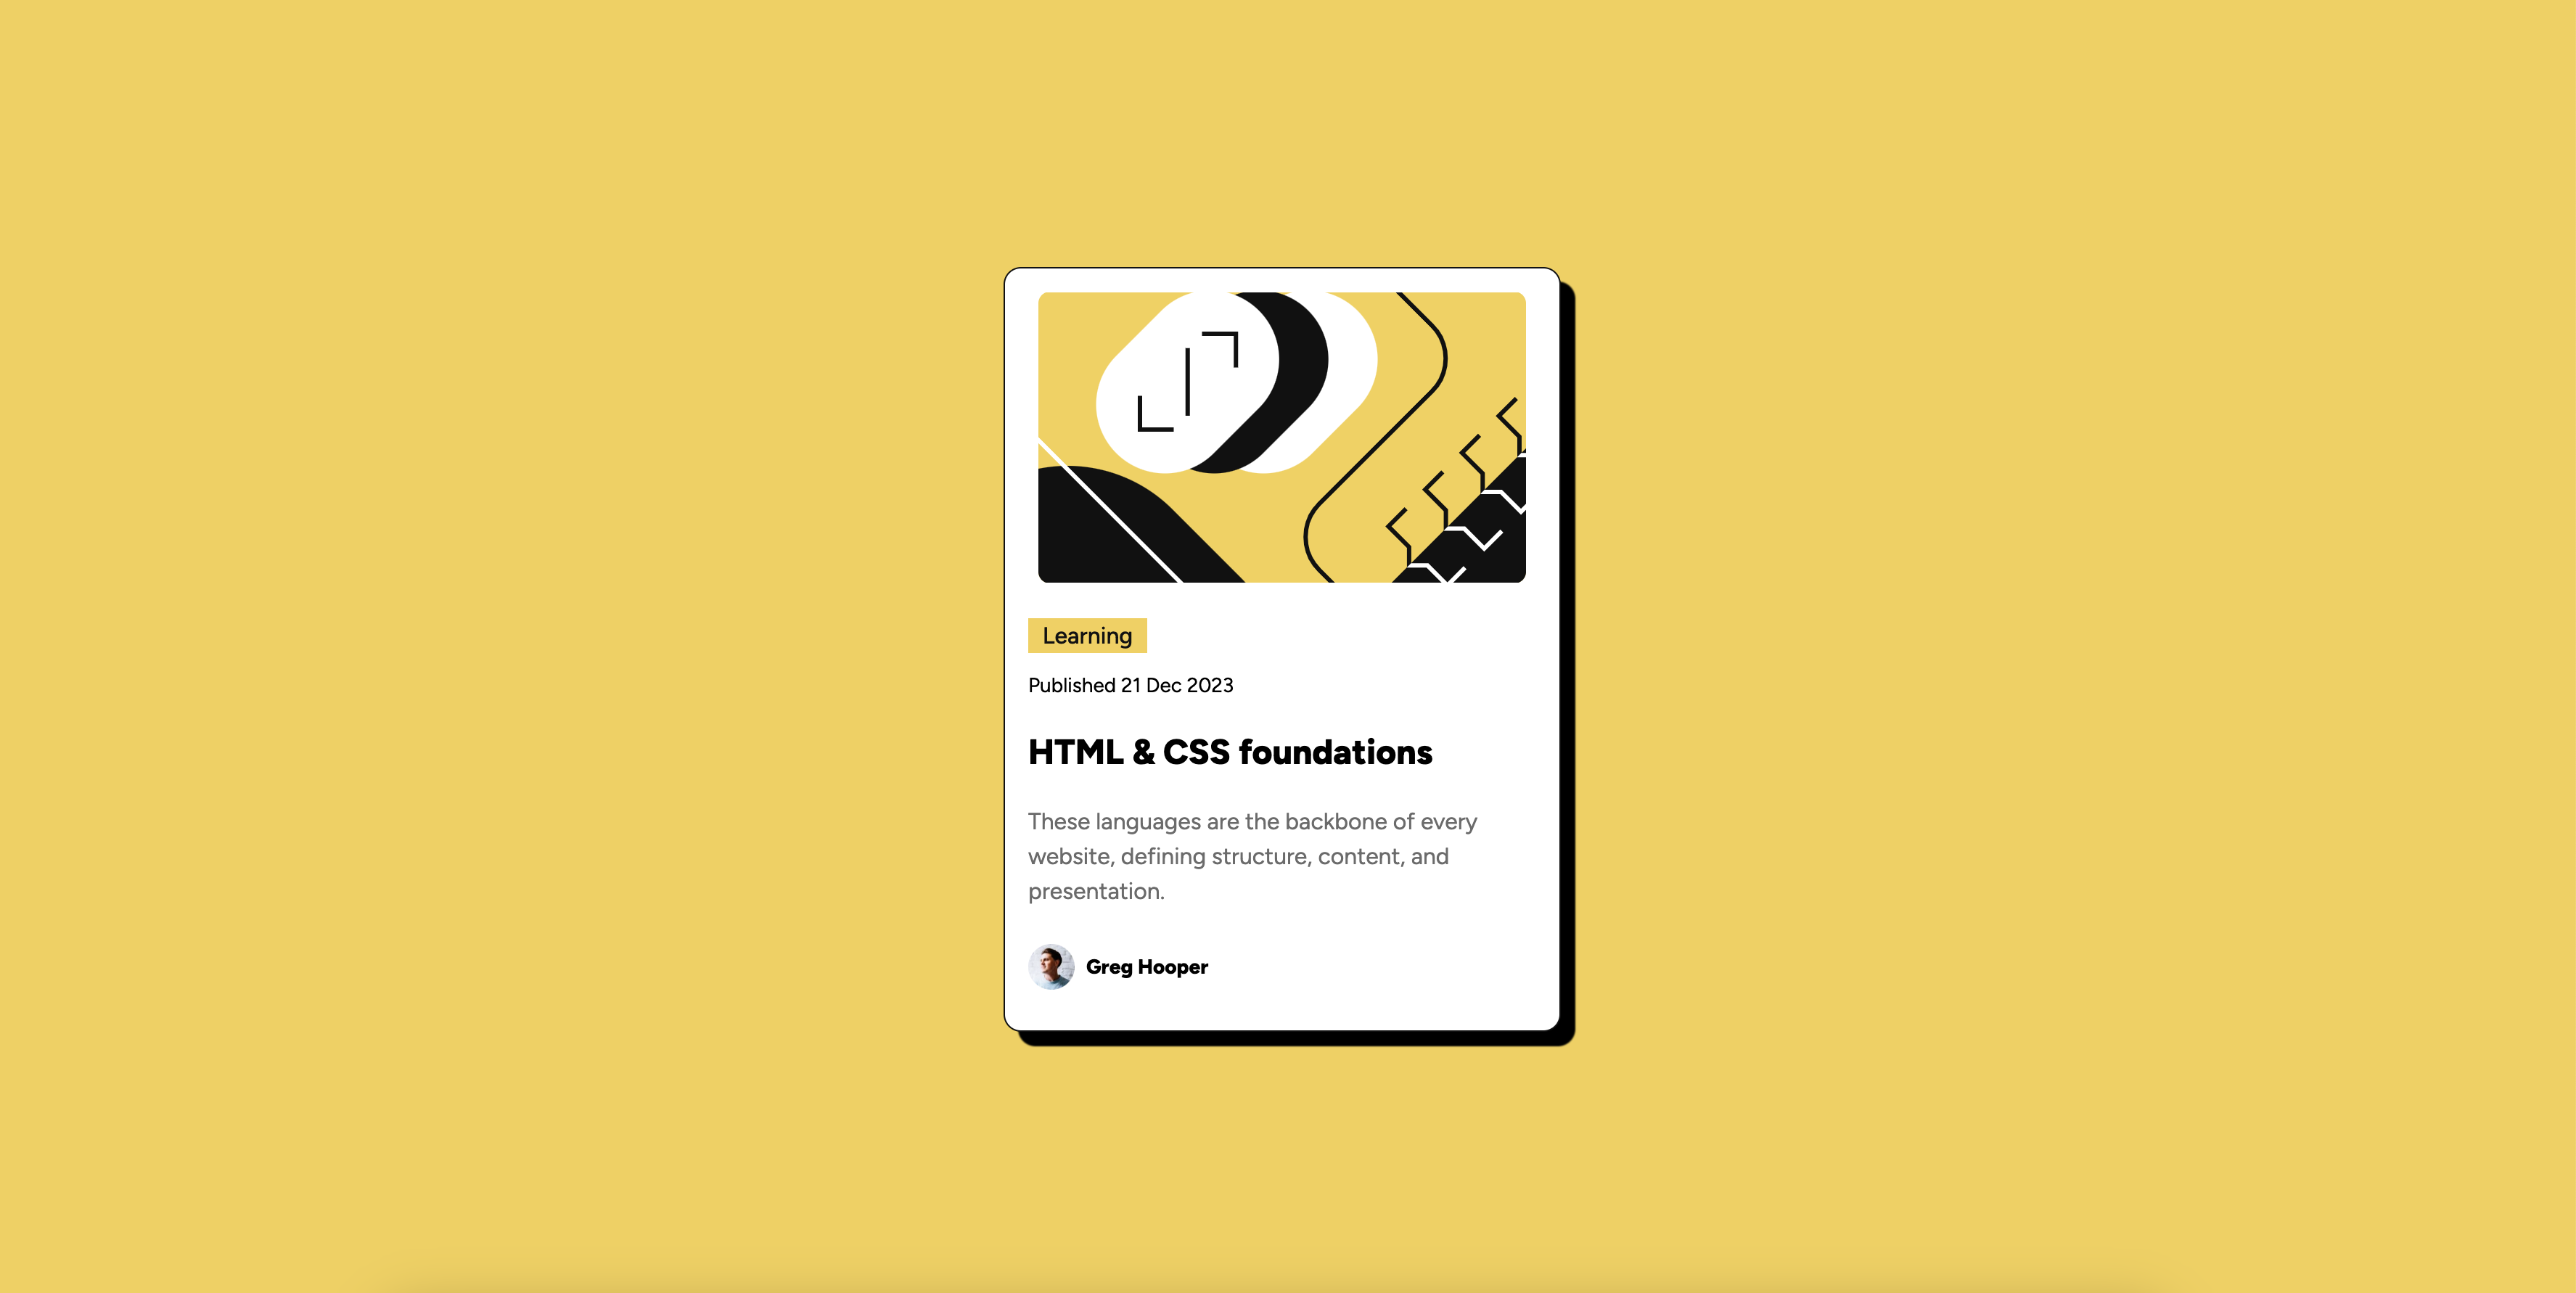 Learning
Published 21 Dec 2023
HTML & CSS foundations
These languages are the backbone of every
website, defining structure, content, and
presentation.
Greg Hooper